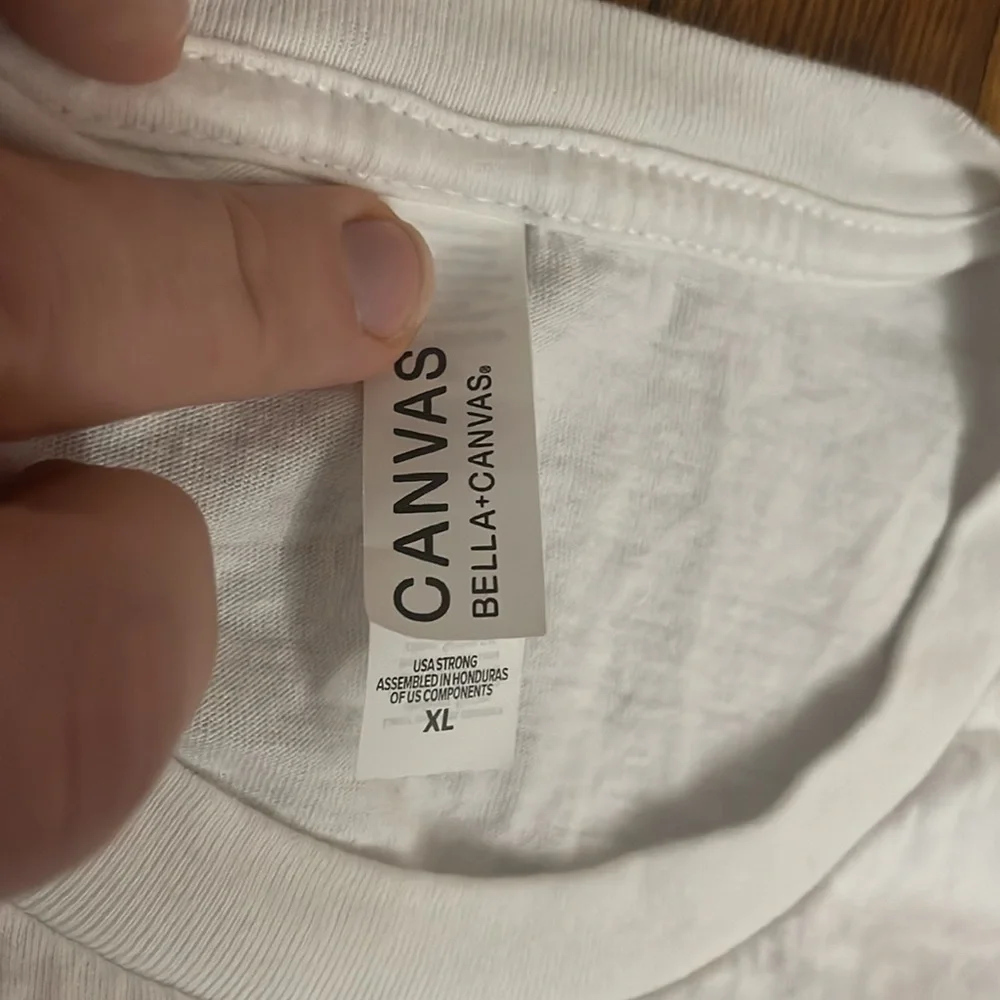 CANVAS
BELLA+CANVAS®
USA STRONG
ASSEMBLED IN HONDURAS
OF US COMPONENTS
XL